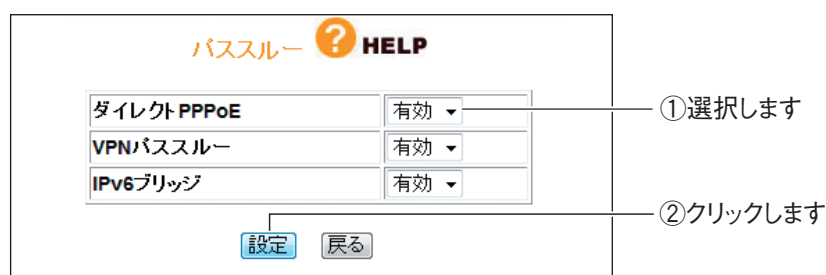 パススルー ? HELP
ダイレクトPPPoE 有効 ①選択します
VPNパススルー 有効
IPv6ブリッジ 有効
②クリックします
設定 戻る